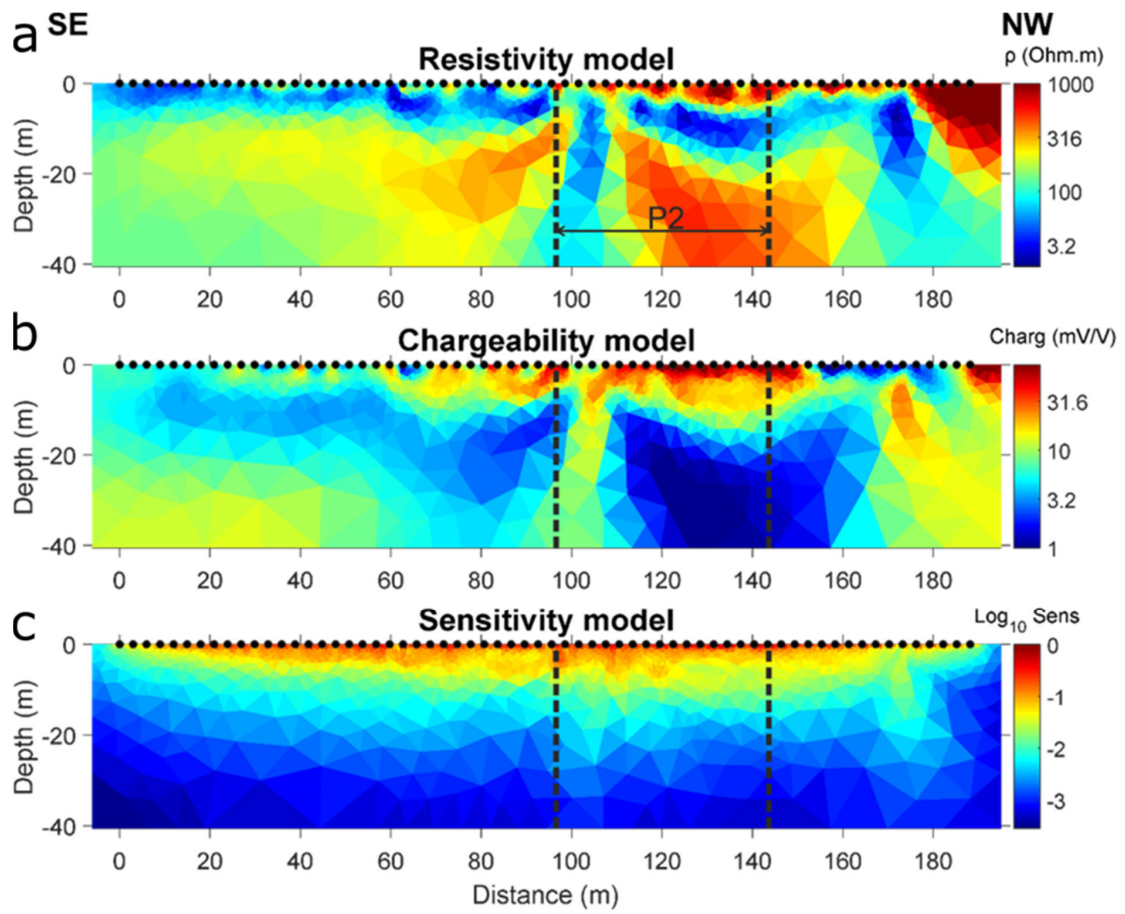 a SE NW
Resistivity model ρ (Ohm.m)
0 1000
Depth (m) 316
-20 100
P2
3.2
-40
0 20 40 60 80 100 120 140 160 180
b Chargeability model Charg (mV/V)
0
31.6
Depth (m) 10
-20
3.2
-40 1
0 20 40 60 80 100 120 140 160 180
c Sensitivity model Log10 Sens
0 0
-1
Depth (m)
-20 -2
-3
-40
0 20 40 60 80 100 120 140 160 180
Distance (m)